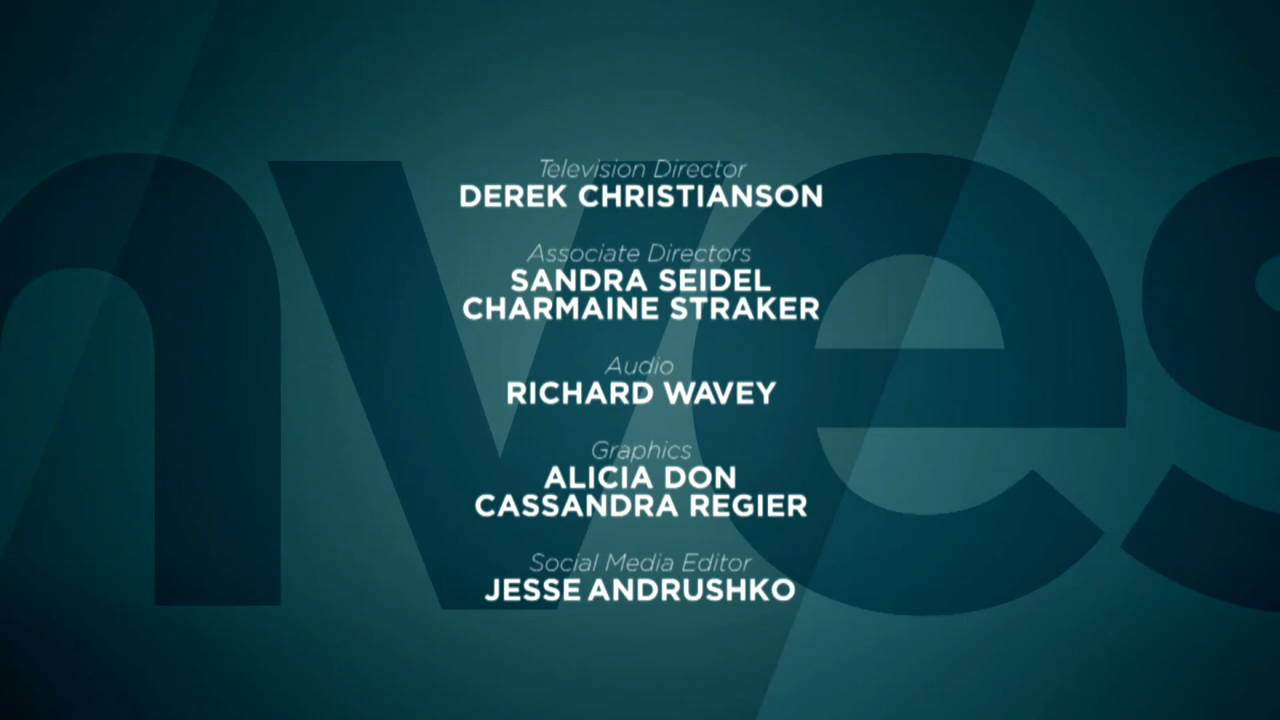 Television Director
DEREK CHRISTIANSON
Associate Directors
SANDRA SEIDEL
CHARMAINE STRAKER
Audio
RICHARD WAVEY
Graphics
ALICIA DON
CASSANDRA REGIER
Social Media Editor
JESSE ANDRUSHKO
nves